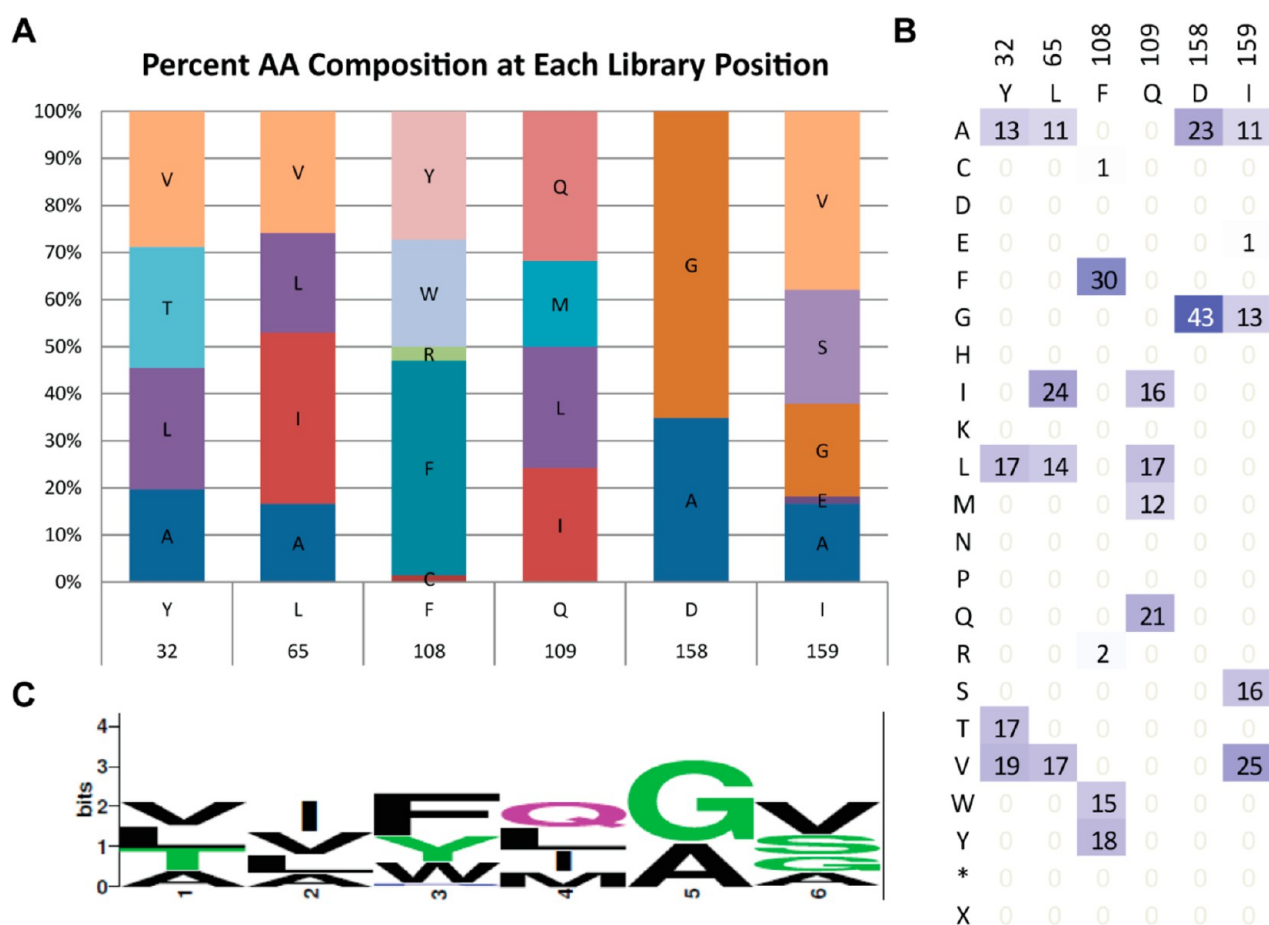 A
Percent AA Composition at Each Library Position
100%
90%
80%
70%
60%
50%
40%
30%
20%
10%
0%
V
T
L
A
V
L
I
A
Y
W
R
F
C
Q
M
L
I
G
A
V
S
G
E
A
Y L F Q D I
32 65 108 109 158 159
B
32 65 108 109 158 159
Y L F Q D I
A 13 11 0 0 23 11
C 0 0 1 0 0 0
D 0 0 0 0 0 0
E 0 0 0 0 0 1
F 0 0 30 0 0 0
G 0 0 0 0 43 13
H 0 0 0 0 0 0
I 0 24 0 16 0 0
K 0 0 0 0 0 0
L 17 14 0 17 0 0
M 0 0 0 12 0 0
N 0 0 0 0 0 0
P 0 0 0 0 0 0
Q 0 0 0 21 0 0
R 0 0 2 0 0 0
S 0 0 0 0 0 16
T 17 0 0 0 0 0
V 19 17 0 0 0 25
W 0 0 15 0 0 0
Y 0 0 18 0 0 0
* 0 0 0 0 0 0
X 0 0 0 0 0 0
C
bits
4
3
2
1
0
V
L
T
A
I
V
L
A
F
Y
W
Q
L
I
M
G
A
V
S
G
A
1 2 3 4 5 6